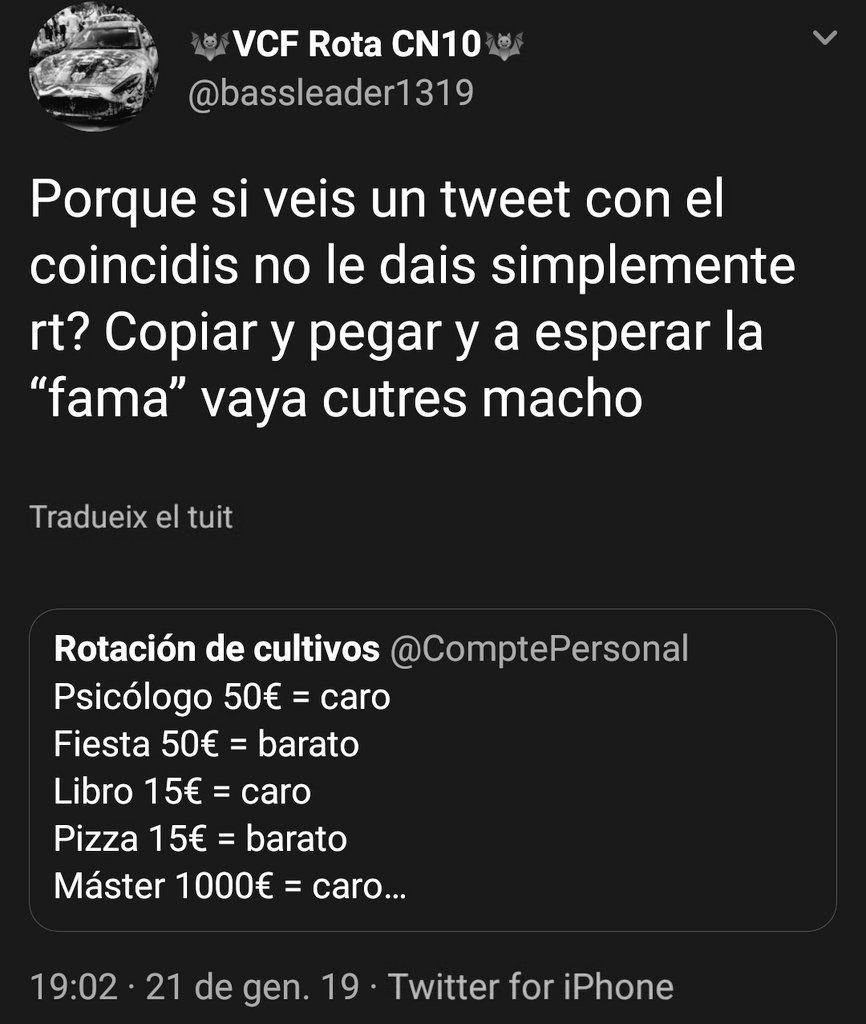 🦇VCF Rota CN10🦇
@bassleader1319
Porque si veis un tweet con el
coincidis no le dais simplemente
rt? Copiar y pegar y a esperar la
“fama” vaya cutres macho
Tradueix el tuit
Rotación de cultivos @ComptePersonal
Psicólogo 50€ = caro
Fiesta 50€ = barato
Libro 15€ = caro
Pizza 15€ = barato
Máster 1000€ = caro...
19:02 · 21 de gen. 19 · Twitter for iPhone